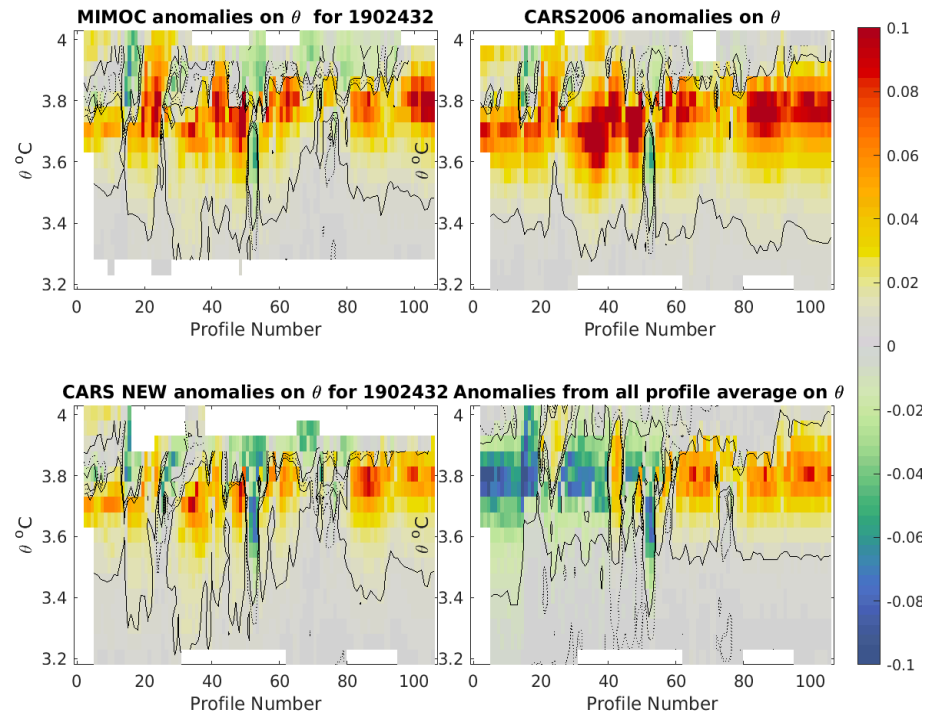 MIMOC anomalies on θ for 1902432
CARS2006 anomalies on θ
4
3.8
3.6
3.4
3.2
θ °C
0 20 40 60 80 100
Profile Number
4
3.8
3.6
3.4
3.2
θ °C
0 20 40 60 80 100
Profile Number
CARS NEW anomalies on θ for 1902432
Anomalies from all profile average on θ
4
3.8
3.6
3.4
3.2
θ °C
0 20 40 60 80 100
Profile Number
4
3.8
3.6
3.4
3.2
θ °C
0 20 40 60 80 100
Profile Number
0.1
0.08
0.06
0.04
0.02
0
-0.02
-0.04
-0.06
-0.08
-0.1